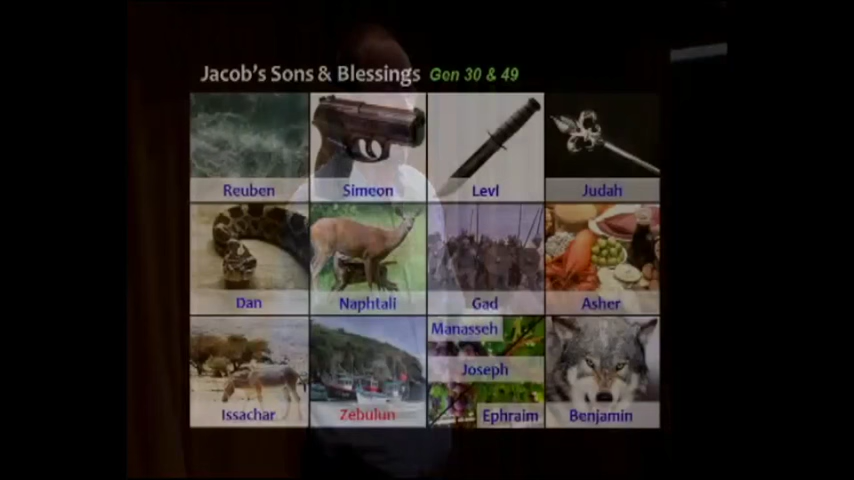 Jacob's Sons & Blessings Gen 30 & 49
Reuben
Simeon
Levi
Judah
Dan
Naphtali
Gad
Asher
Issachar
Zebulun
Manasseh
Joseph
Ephraim
Benjamin